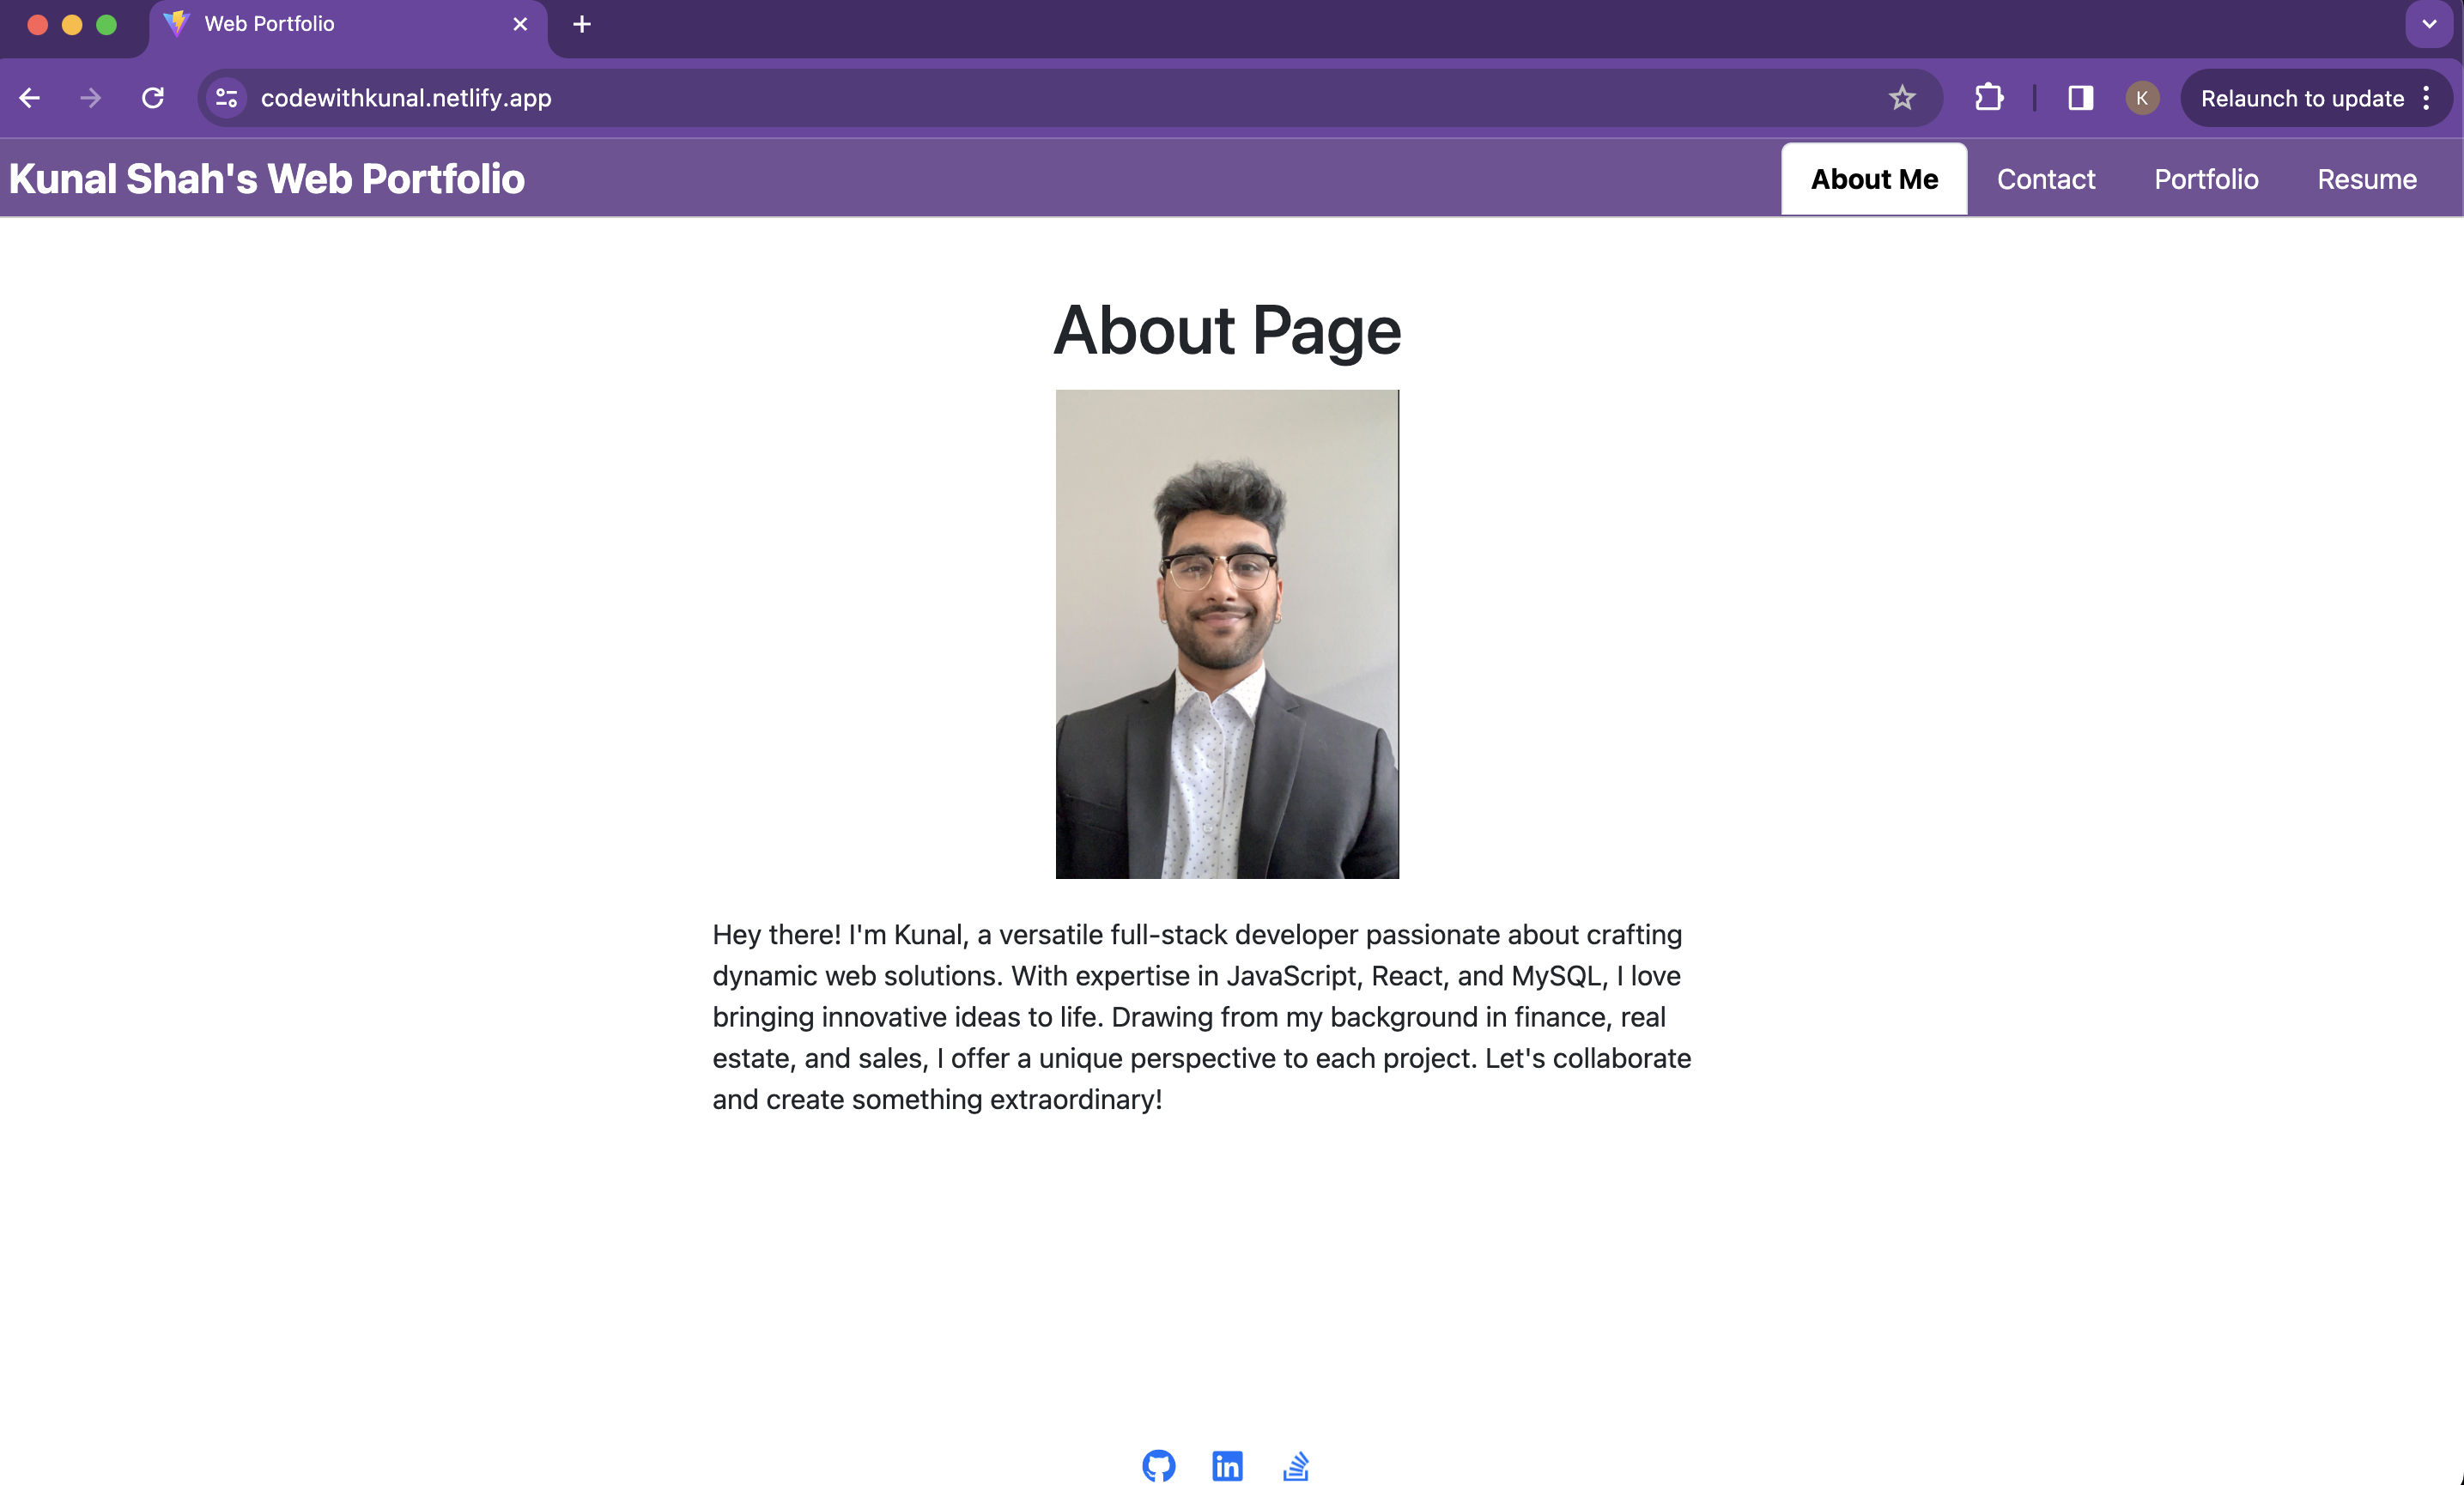 Web Portfolio
codewithkunal.netlify.app
K
Relaunch to update
Kunal Shah's Web Portfolio
About Me
Contact
Portfolio
Resume
About Page
Hey there! I'm Kunal, a versatile full-stack developer passionate about crafting
dynamic web solutions. With expertise in JavaScript, React, and MySQL, I love
bringing innovative ideas to life. Drawing from my background in finance, real
estate, and sales, I offer a unique perspective to each project. Let's collaborate
and create something extraordinary!
in